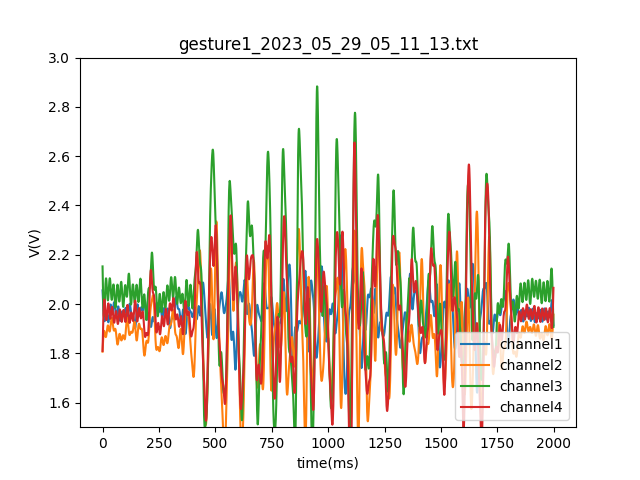 gesture1_2023_05_29_05_11_13.txt
3.0
2.8
2.6
2.4
2.2
2.0
1.8
1.6
V(V)
channel1
channel2
channel3
channel4
0 250 500 750 1000 1250 1500 1750 2000
time(ms)